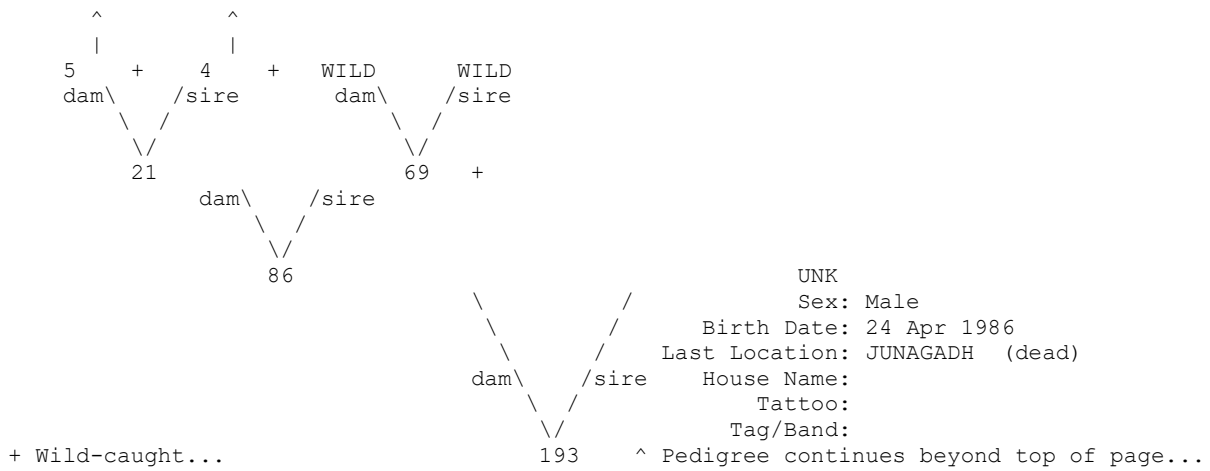 ^ ^
| |
5 + 4 + WILD WILD
dam\ /sire dam\ /sire
\ / \ /
\/ \/
21 69 +
dam\ /sire
\ /
\/
86 UNK
\ / Sex: Male
\ / Birth Date: 24 Apr 1986
\ / Last Location: JUNAGADH (dead)
dam\ /sire House Name:
\ / Tattoo:
\/ Tag/Band:
+ Wild-caught... 193 ^ Pedigree continues beyond top of page...